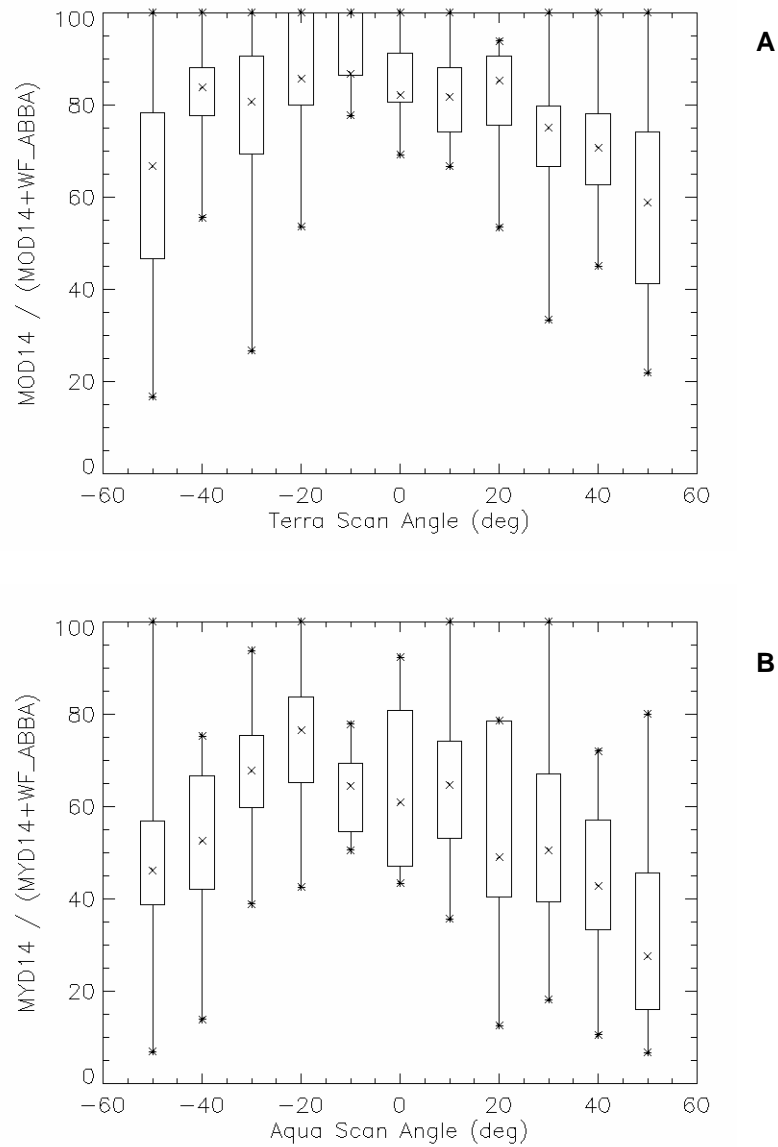 A
MOD14 / (MOD14+WF_ABBA)
100
80
60
40
20
0
−60 −40 −20 0 20 40 60
Terra Scan Angle (deg)
B
MYD14 / (MYD14+WF_ABBA)
100
80
60
40
20
0
−60 −40 −20 0 20 40 60
Aqua Scan Angle (deg)